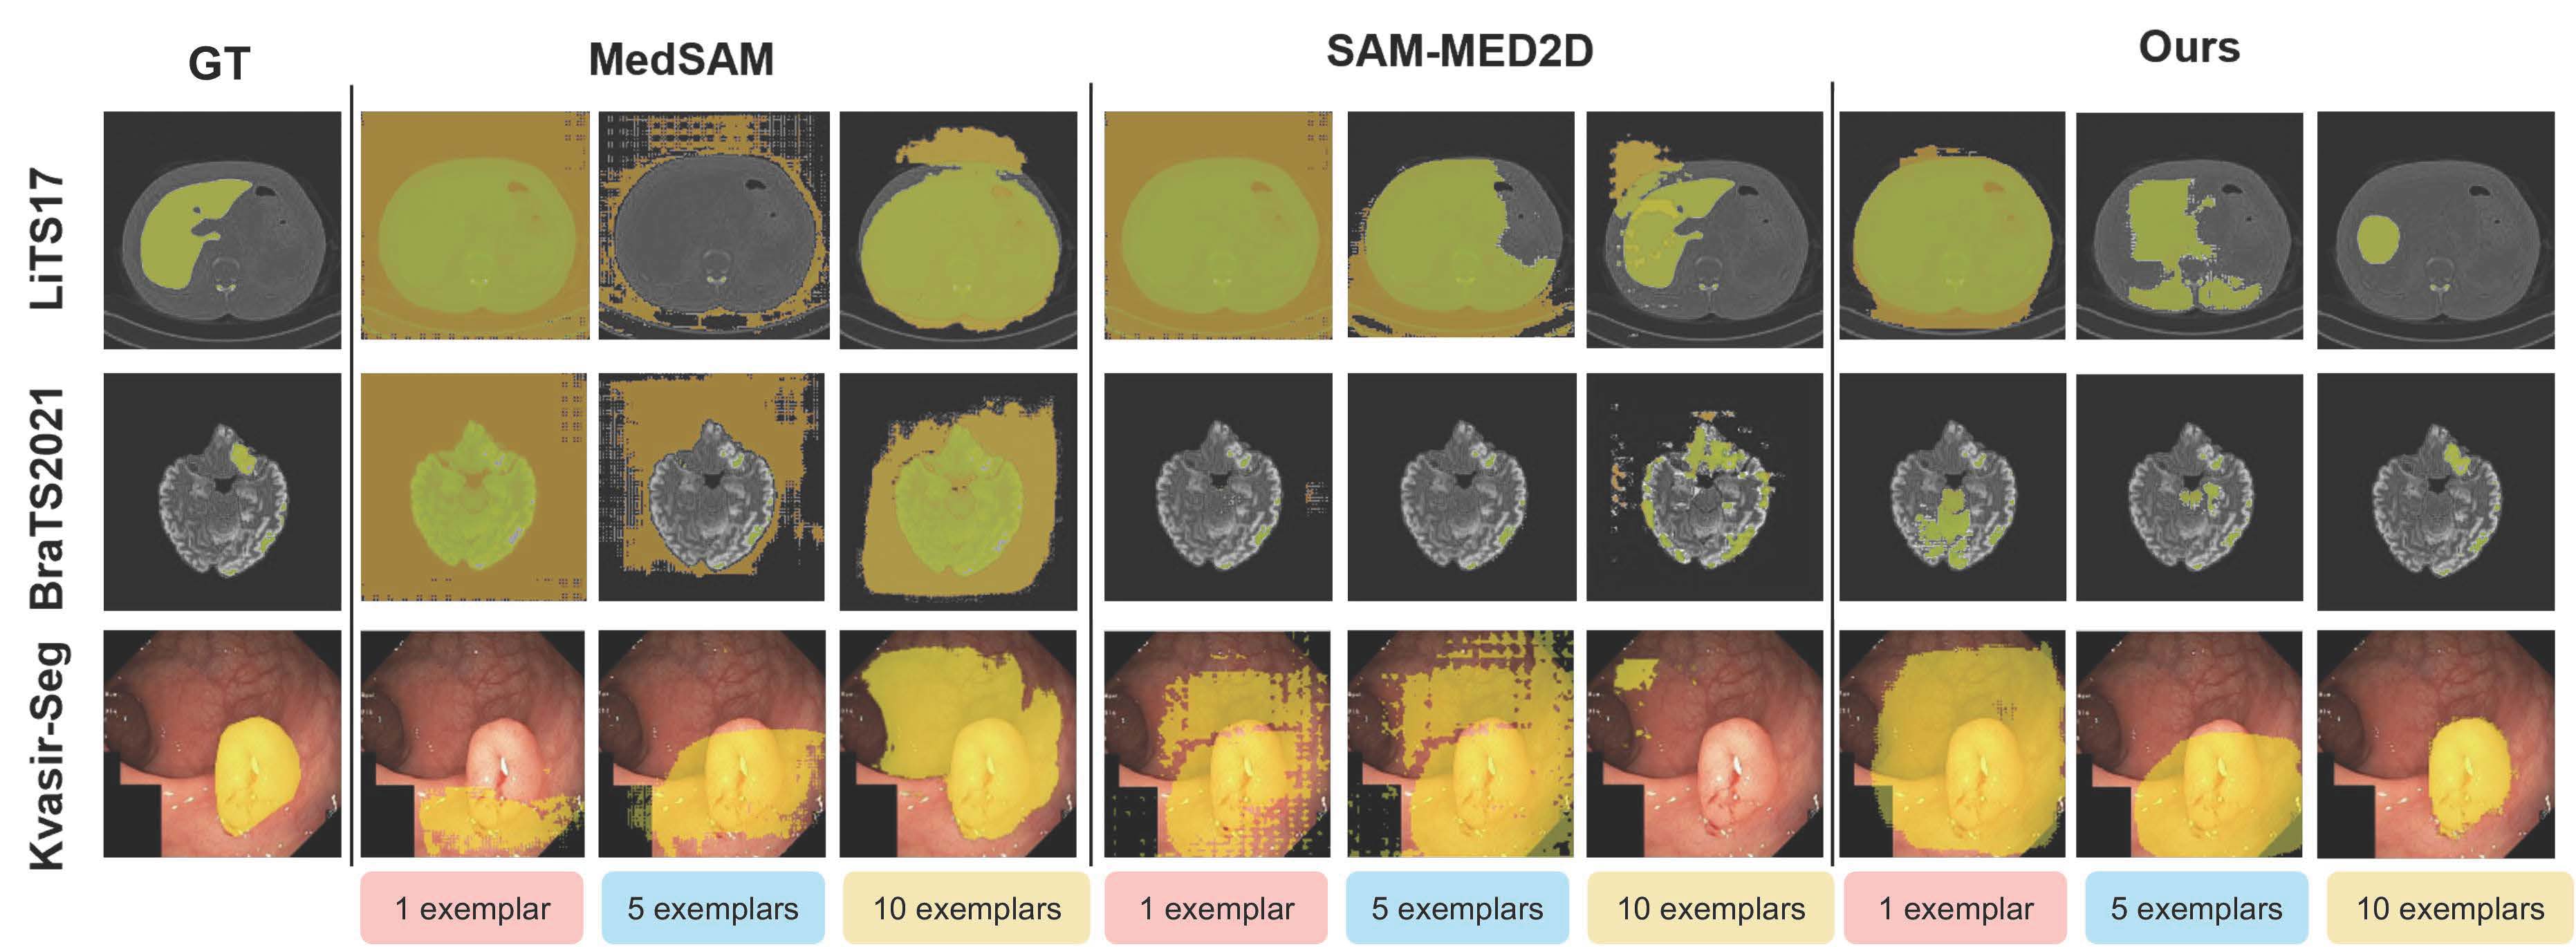 GT
MedSAM
SAM-MED2D
Ours
LiTS17
BraTS2021
Kvasir-Seg
1 exemplar
5 exemplars
10 exemplars
1 exemplar
5 exemplars
10 exemplars
1 exemplar
5 exemplars
10 exemplars